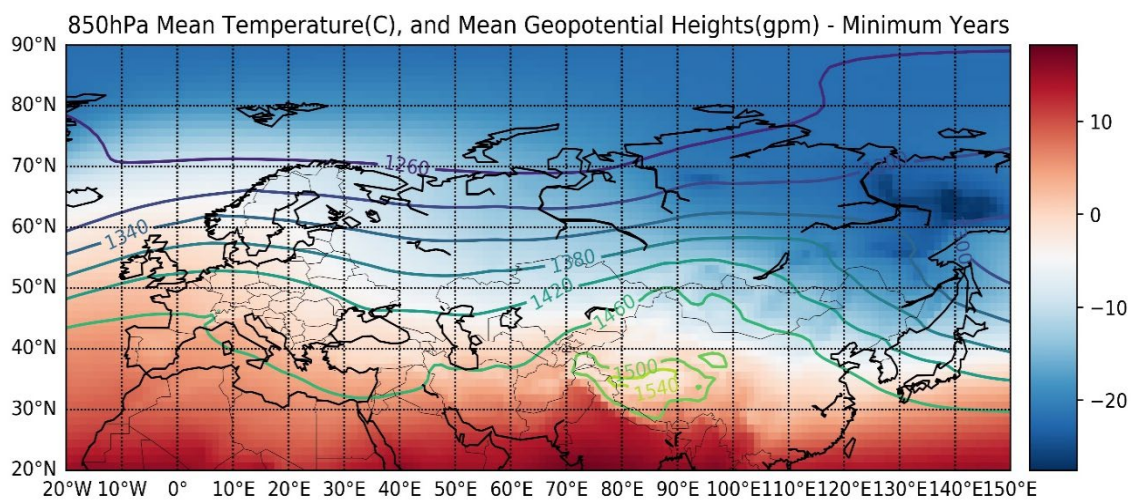 850hPa Mean Temperature(C), and Mean Geopotential Heights(gpm) - Minimum Years
90°N
80°N
70°N
60°N
50°N
40°N
30°N
20°N
20°W 10°W 0° 10°E 20°E 30°E 40°E 50°E 60°E 70°E 80°E 90°E 100°E 110°E 120°E 130°E 140°E 150°E
1260
1340
1380
1420
1460
1500
1540
10
0
−10
−20